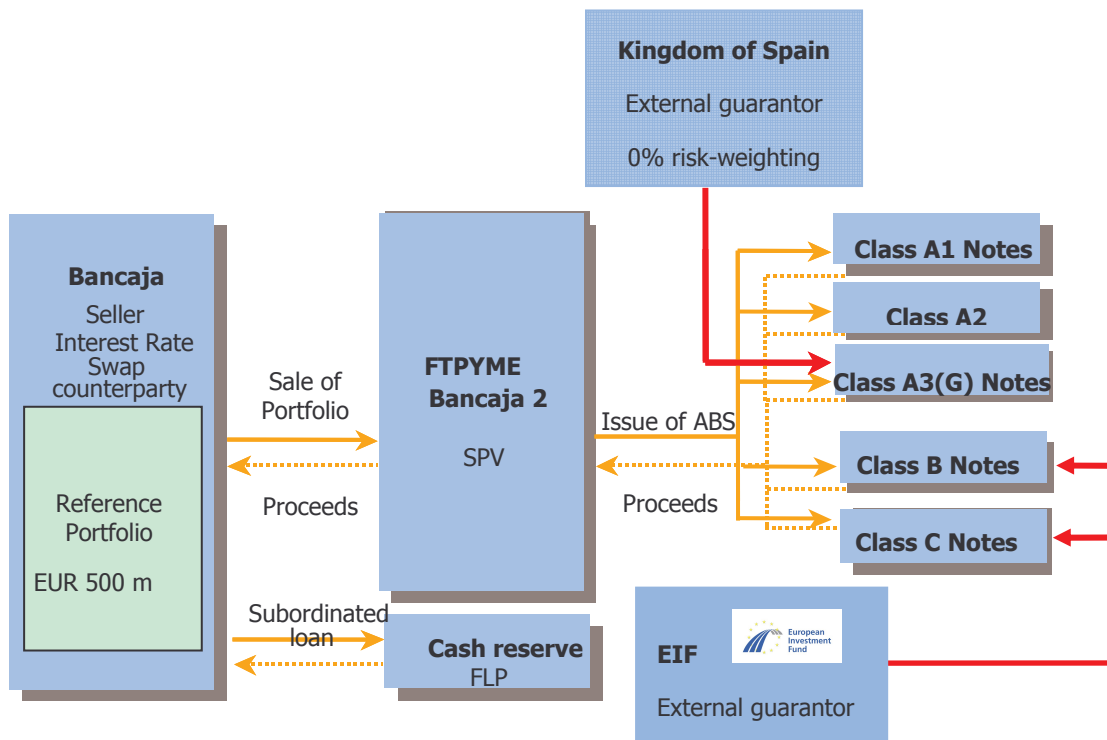 Kingdom of Spain
External guarantor
0% risk-weighting
Bancaja
Seller
Interest Rate
Swap
counterparty
Reference
Portfolio
EUR 500 m
Sale of
Portfolio
Proceeds
Subordinated
loan
FTPYME
Bancaja 2
SPV
Cash reserve
FLP
Issue of ABS
Proceeds
Class A1 Notes
Class A2
Class A3(G) Notes
Class B Notes
Class C Notes
EIF
European
Investment
Fund
External guarantor